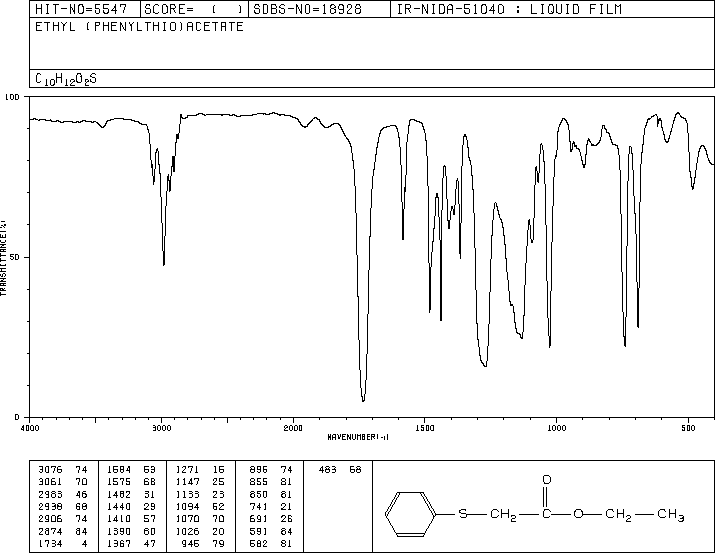 HIT-NO=5547 SCORE= ( ) SDBS-NO=18928 IR-NIDA-51040 : LIQUID FILM
ETHYL (PHENYLTHIO)ACETATE
C10H12O2S
100
50
0
TRANSMITTANCE(%)
4000 3000 2000 1500 1000 500
WAVENUMBER(-1)
3076 74 1584 53 1271 15 896 74 483 68
3061 70 1575 68 1147 25 855 81
2983 46 1482 31 1133 23 850 81
2938 68 1440 29 1094 52 741 21
2906 74 1410 57 1070 70 691 26
2874 84 1390 60 1026 20 591 84
1734 4 1367 47 945 79 582 81
O
S CH2 C O CH2 CH3